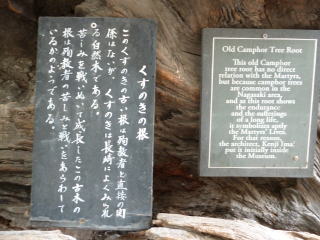 くすのきの根
このくすのきの古い根は殉教者と直接の関
係はないが、くすのきは長崎によくみられ
る自然木である。
苦しみを戦いぬいて成長したこの古木の
根は殉教者の苦しみと戦いをあらわして
いるかのようである。
Old Camphor Tree Root
This old Camphor
tree root has no direct
relation with the Martyrs,
but because camphor trees
are common in the
Nagasaki area,
and as this root shows
the endurance
and the sufferings
of a long life,
it symbolizes aptly
the Martyrs' Lives.
For that reason,
the architect, Kenji Imai
put it initially inside
the Museum.